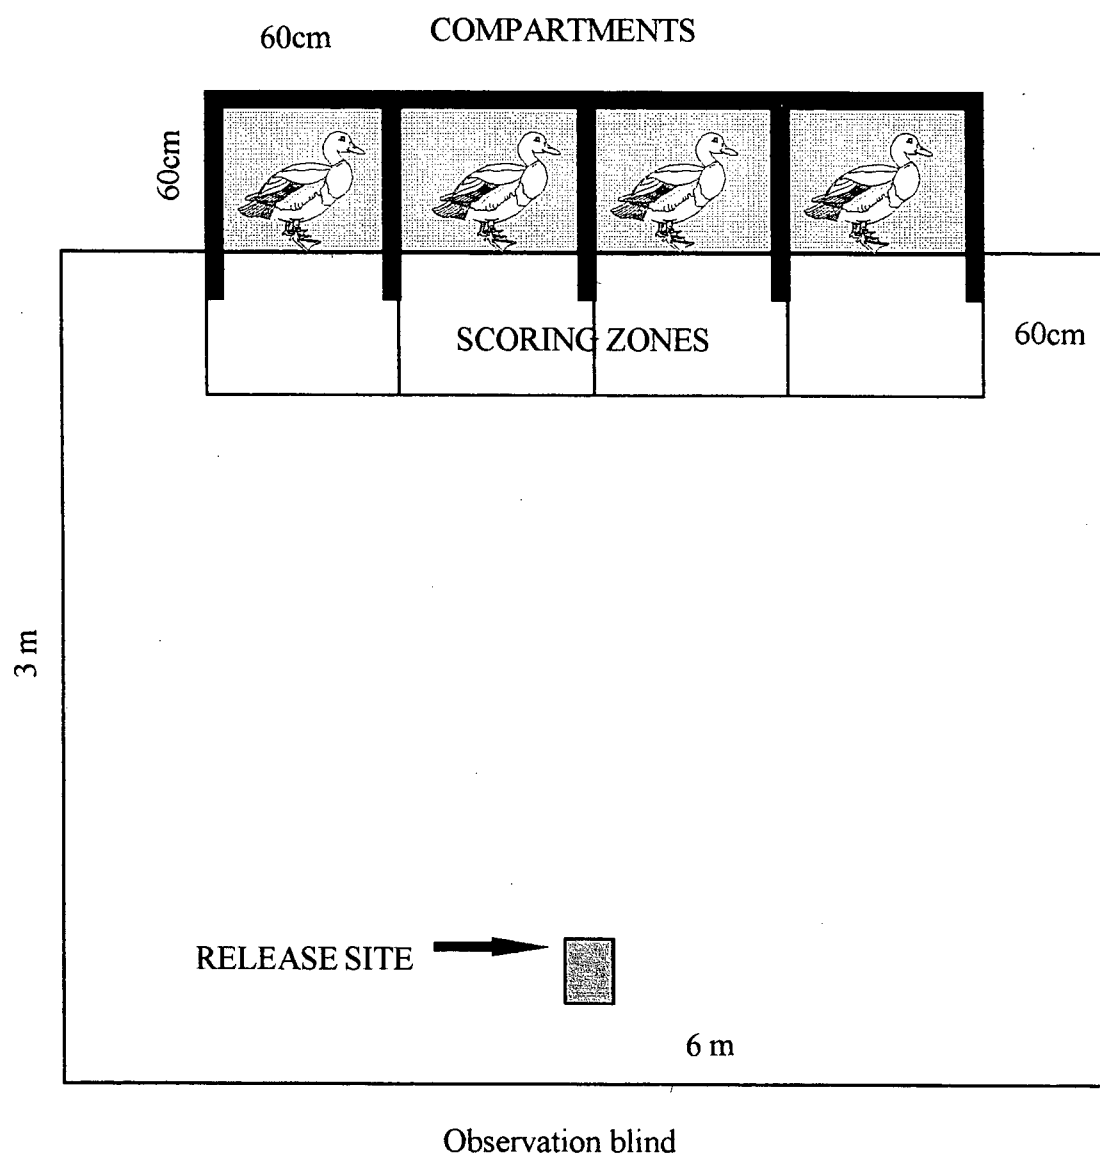 60cm
COMPARTMENTS
60cm
SCORING ZONES
60cm
3 m
RELEASE SITE
6 m
Observation blind